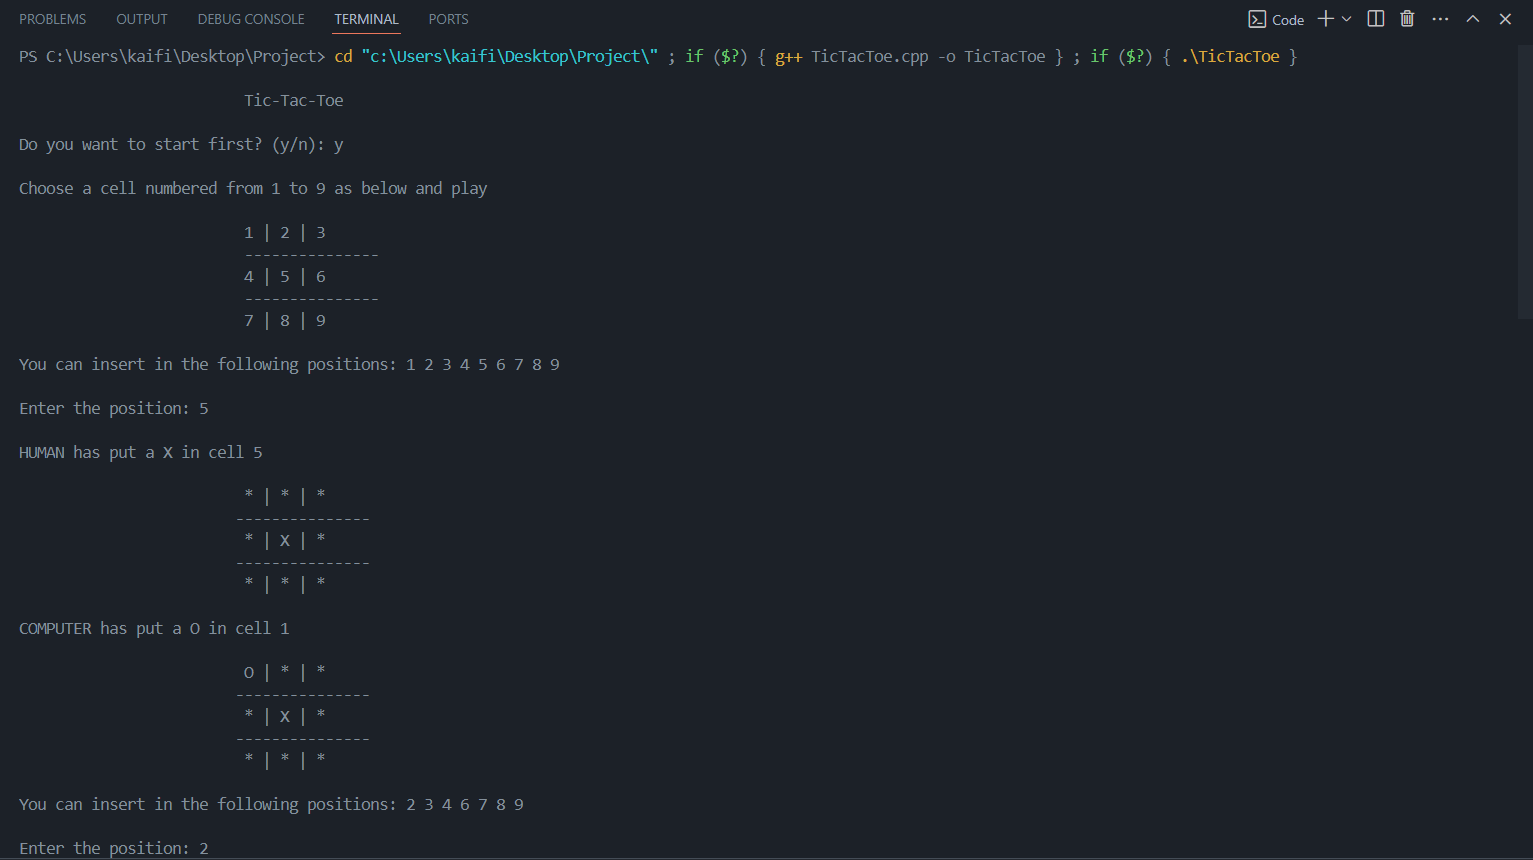 PROBLEMS OUTPUT DEBUG CONSOLE TERMINAL PORTS Code
PS C:\Users\kaifi\Desktop\Project> cd "c:\Users\kaifi\Desktop\Project\" ; if ($?) { g++ TicTacToe.cpp -o TicTacToe } ; if ($?) { .\TicTacToe }
Tic-Tac-Toe
Do you want to start first? (y/n): y
Choose a cell numbered from 1 to 9 as below and play
1 | 2 | 3
---------------
4 | 5 | 6
---------------
7 | 8 | 9
You can insert in the following positions: 1 2 3 4 5 6 7 8 9
Enter the position: 5
HUMAN has put a X in cell 5
* | * | *
---------------
* | X | *
---------------
* | * | *
COMPUTER has put a O in cell 1
O | * | *
---------------
* | X | *
---------------
* | * | *
You can insert in the following positions: 2 3 4 6 7 8 9
Enter the position: 2